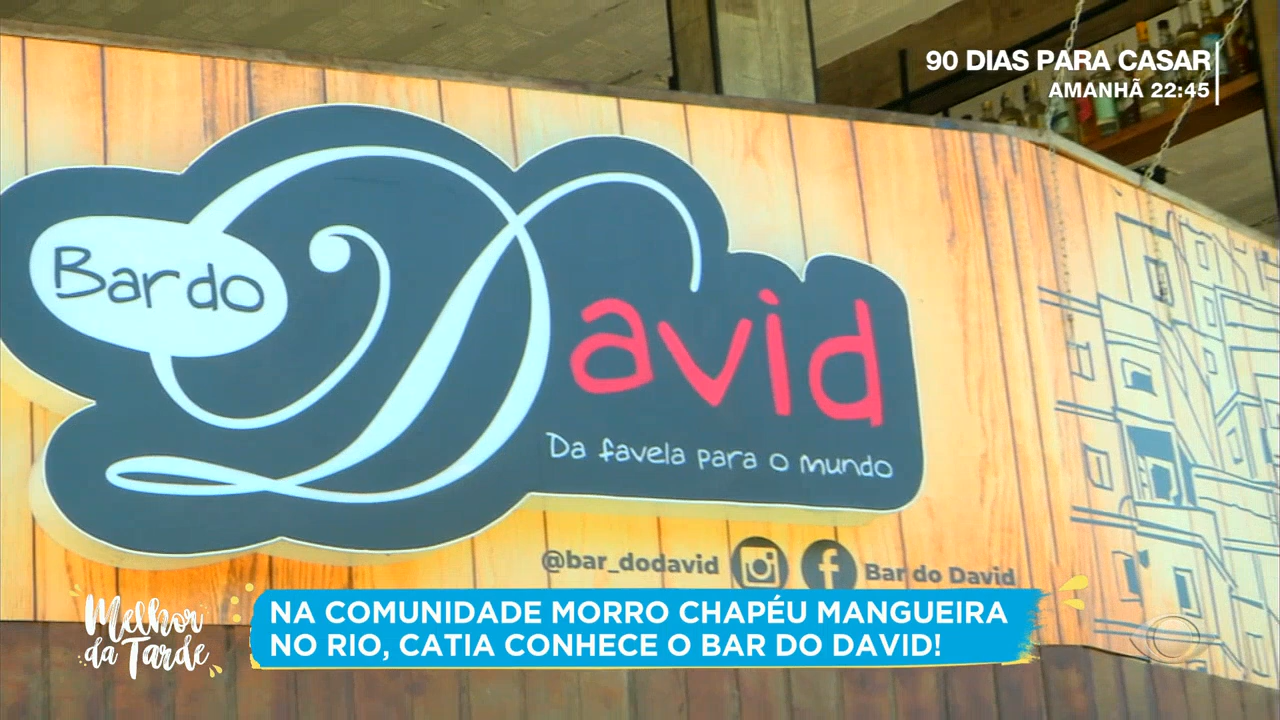 90 DIAS PARA CASAR
AMANHÃ 22:45
Bar do
David
Da favela para o mundo
@bar_dodavid
Bar do David
Melhor
da Tarde
NA COMUNIDADE MORRO CHAPÉU MANGUEIRA
NO RIO, CATIA CONHECE O BAR DO DAVID!